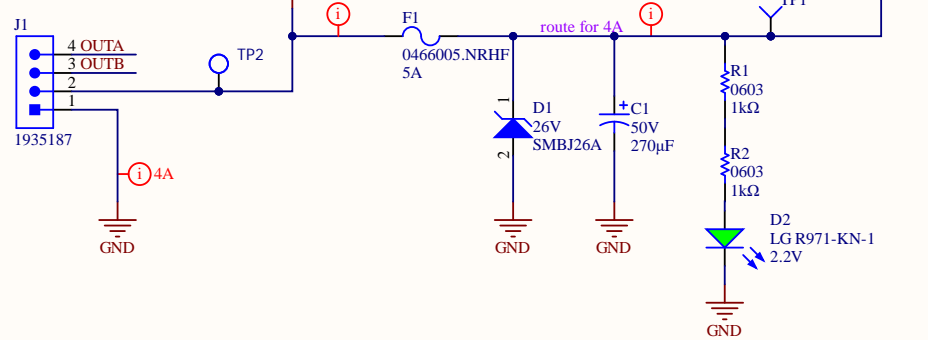 J1
4 OUTA
3 OUTB
2
1
1935187
TP2
i
4A
GND
i
F1
0466005.NRHF
5A
route for 4A
i
TP1
1
2
D1
26V
SMBJ26A
GND
+
C1
50V
270µF
GND
R1
0603
1kΩ
R2
0603
1kΩ
D2
LG R971-KN-1
2.2V
GND